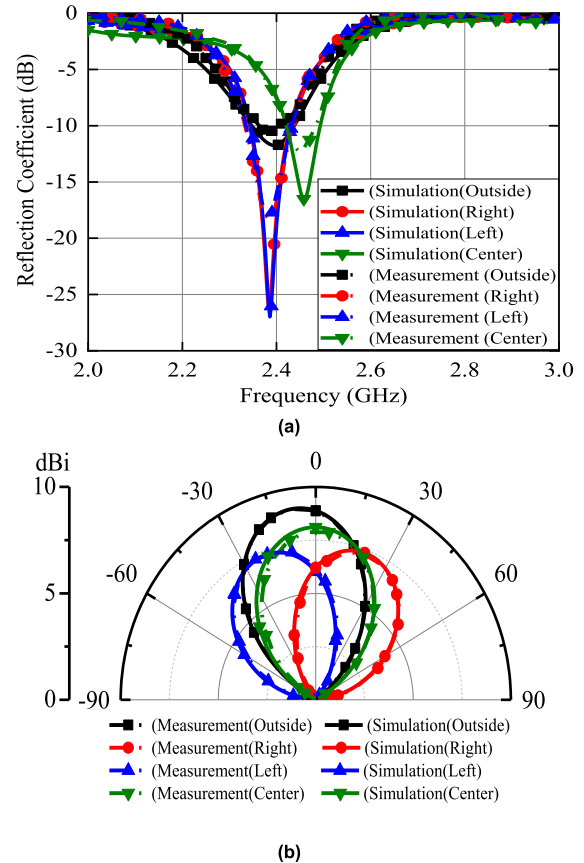 0
-5
-10
-15
-20
-25
-30
Reflection Coefficient (dB)
(Simulation(Outside)
(Simulation(Right)
(Simulation(Left)
(Simulation(Center)
(Measurement (Outside)
(Measurement (Right)
(Measurement (Left)
(Measurement (Center)
2.0 2.2 2.4 2.6 2.8 3.0
Frequency (GHz)
(a)
dBi
10
5
0
-90
-60
-30
0
30
60
90
(Measurement(Outside) (Simulation(Outside)
(Measurement(Right) (Simulation(Right)
(Measurement(Left) (Simulation(Left)
(Measurement(Center) (Simulation(Center)
(b)